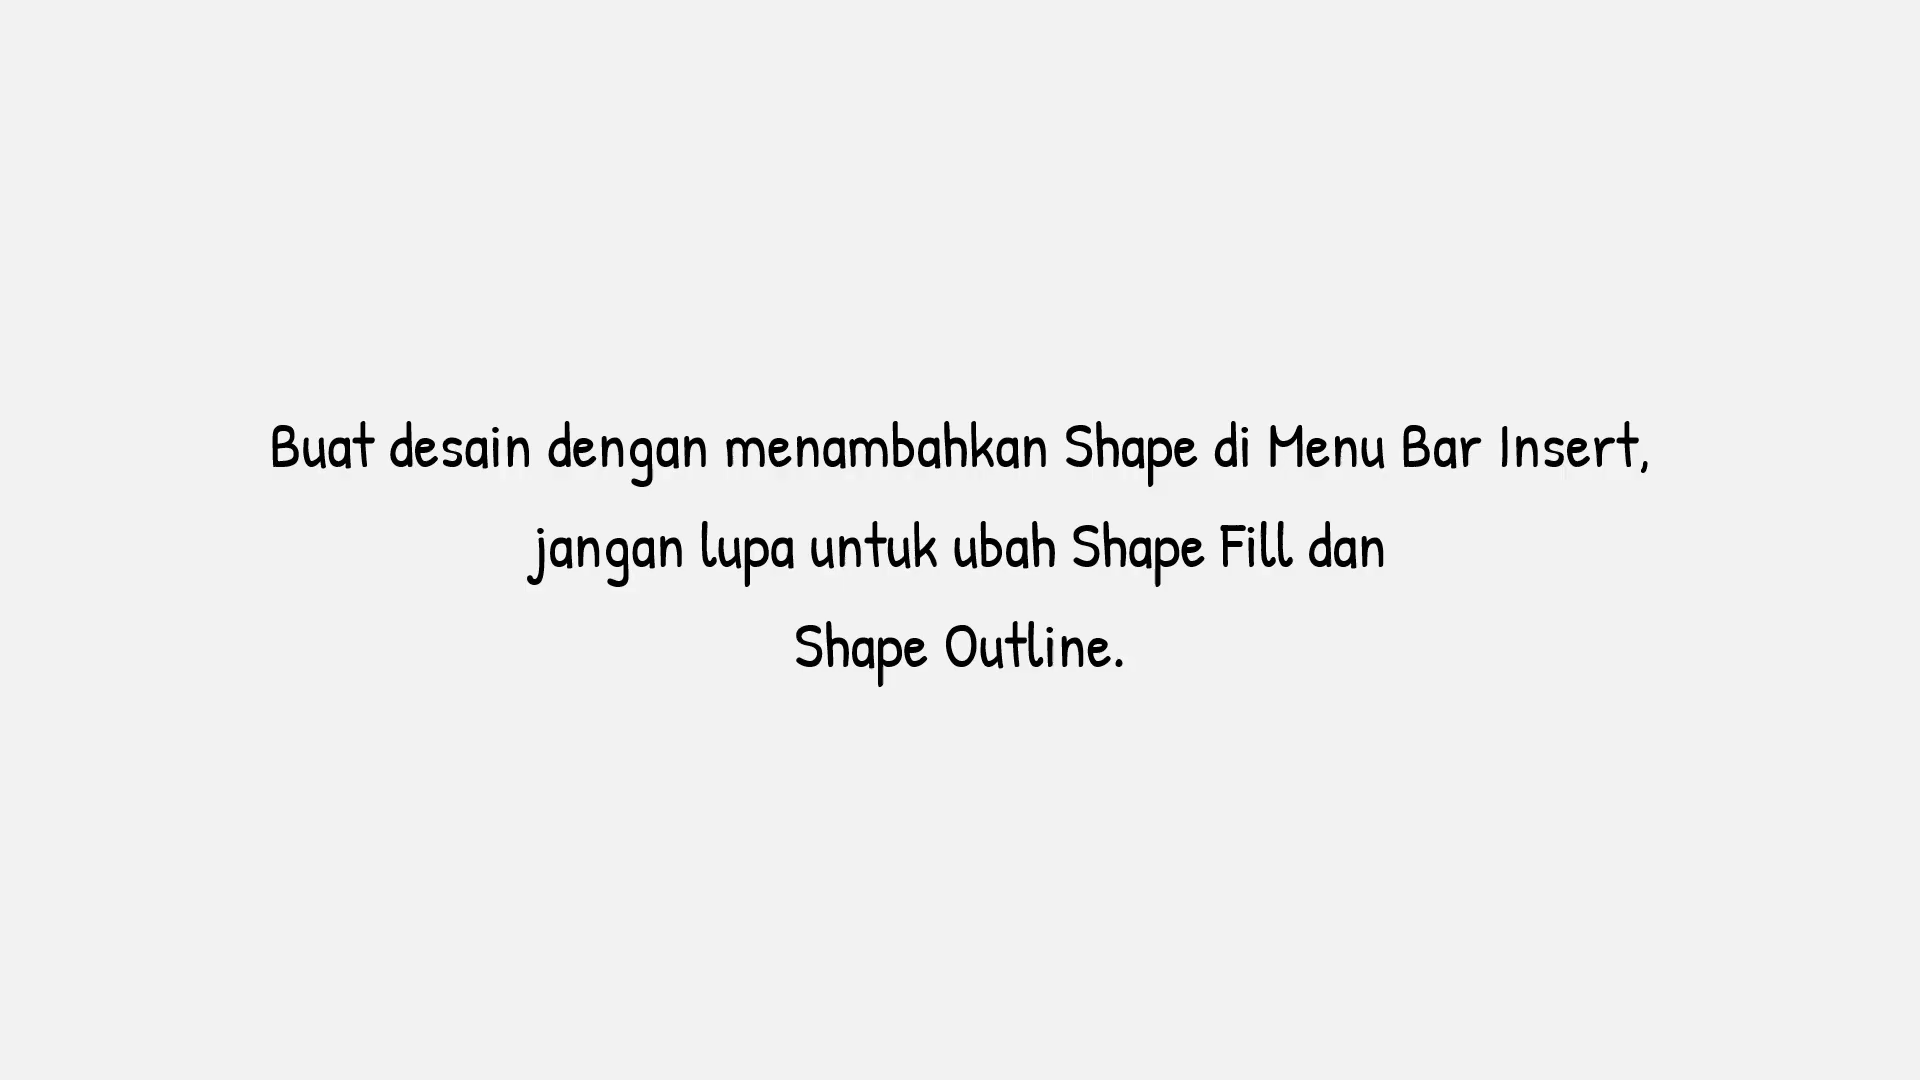 Buat desain dengan menambahkan Shape di Menu Bar Insert,
jangan lupa untuk ubah Shape Fill dan
Shape Outline.